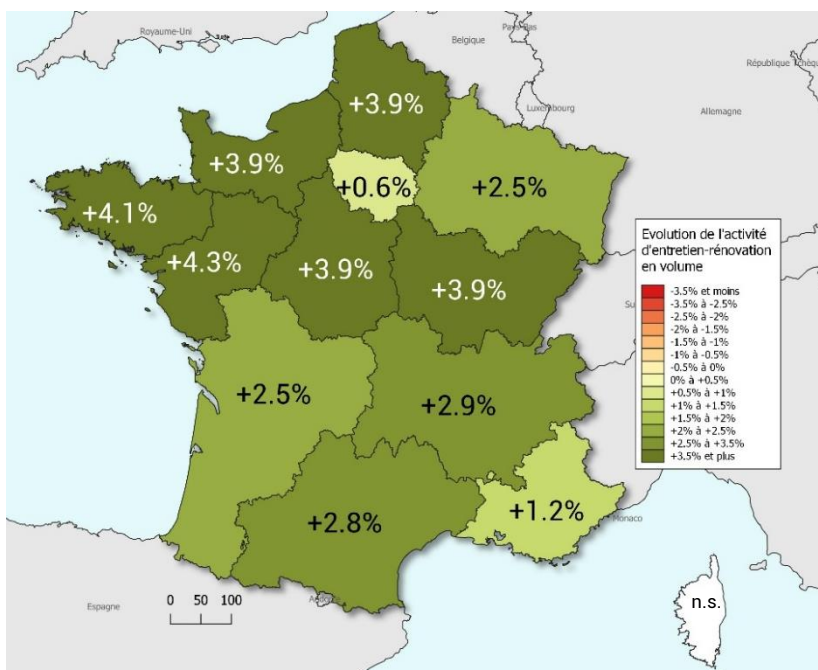 Royaume-Uni
Belgique
Pays-Bas
République Tchèque
Luxembourg
Allemagne
+3.9%
+3.9%
+0.6%
+2.5%
+4.1%
+4.3%
+3.9%
+3.9%
+2.5%
+2.9%
+2.8%
+1.2%
Evolution de l'activité
d'entretien-rénovation
en volume
-3.5% et moins
-3.5% à -2.5%
-2.5% à -2%
-2% à -1.5%
-1.5% à -1%
-1% à -0.5%
-0.5% à 0%
0% à +0.5%
+0.5% à +1%
+1% à +1.5%
+1.5% à +2%
+2% à +2.5%
+2.5% à +3.5%
+3.5% et plus
Monaco
n.s.
Espagne
0 50 100